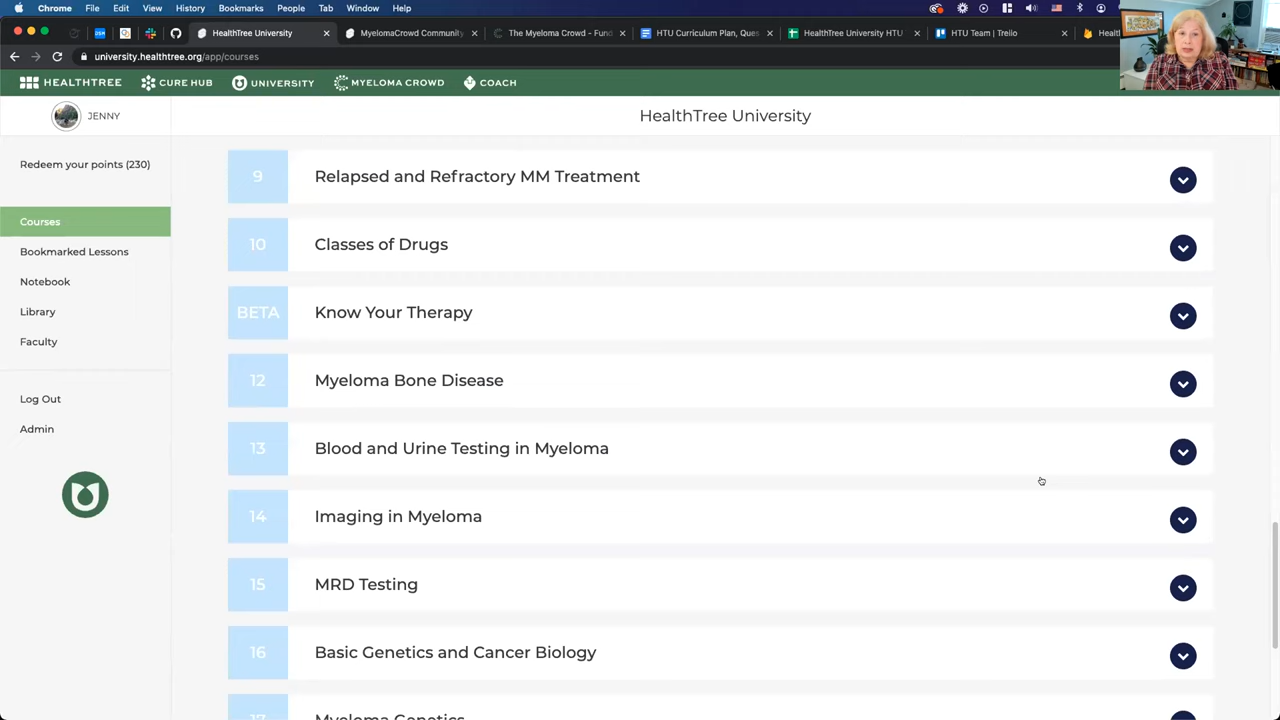 Chrome File Edit View History Bookmarks People Tab Window Help
HealthTree University
MyelomaCrowd Community
The Myeloma Crowd - Fund
HTU Curriculum Plan, Ques
HealthTree University HTU
HTU Team | Trello
Healt
university.healthtree.org/app/courses
HEALTHTREE CURE HUB UNIVERSITY MYELOMA CROWD COACH
JENNY
HealthTree University
Redeem your points (230)
Courses
Bookmarked Lessons
Notebook
Library
Faculty
Log Out
Admin
9 Relapsed and Refractory MM Treatment
10 Classes of Drugs
BETA Know Your Therapy
12 Myeloma Bone Disease
13 Blood and Urine Testing in Myeloma
14 Imaging in Myeloma
15 MRD Testing
16 Basic Genetics and Cancer Biology
17 Myeloma Genetics